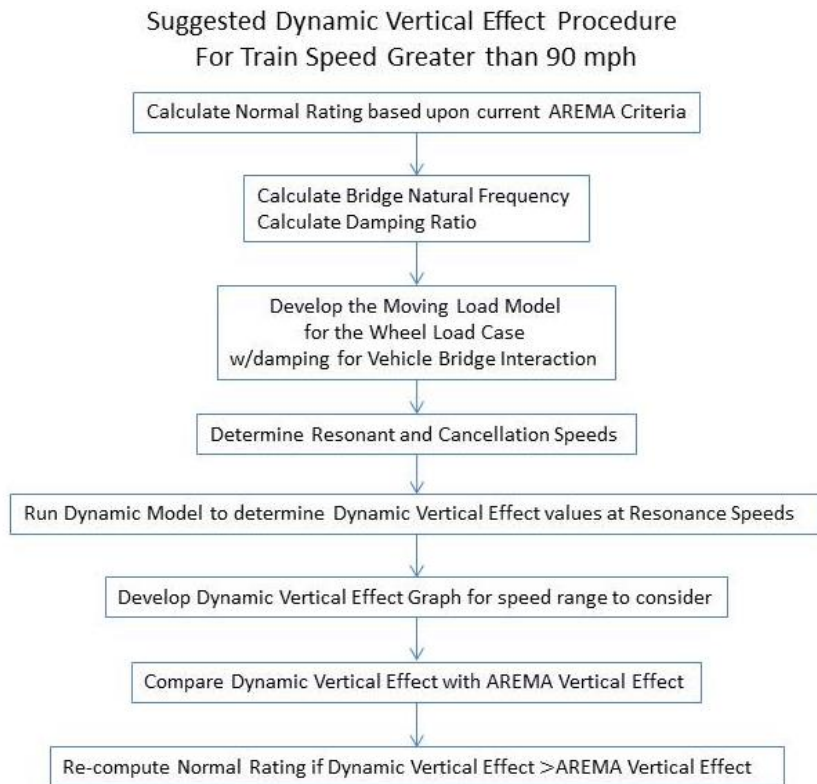 Suggested Dynamic Vertical Effect Procedure
For Train Speed Greater than 90 mph
Calculate Normal Rating based upon current AREMA Criteria
Calculate Bridge Natural Frequency
Calculate Damping Ratio
Develop the Moving Load Model
for the Wheel Load Case
w/damping for Vehicle Bridge Interaction
Determine Resonant and Cancellation Speeds
Run Dynamic Model to determine Dynamic Vertical Effect values at Resonance Speeds
Develop Dynamic Vertical Effect Graph for speed range to consider
Compare Dynamic Vertical Effect with AREMA Vertical Effect
Re-compute Normal Rating if Dynamic Vertical Effect >AREMA Vertical Effect